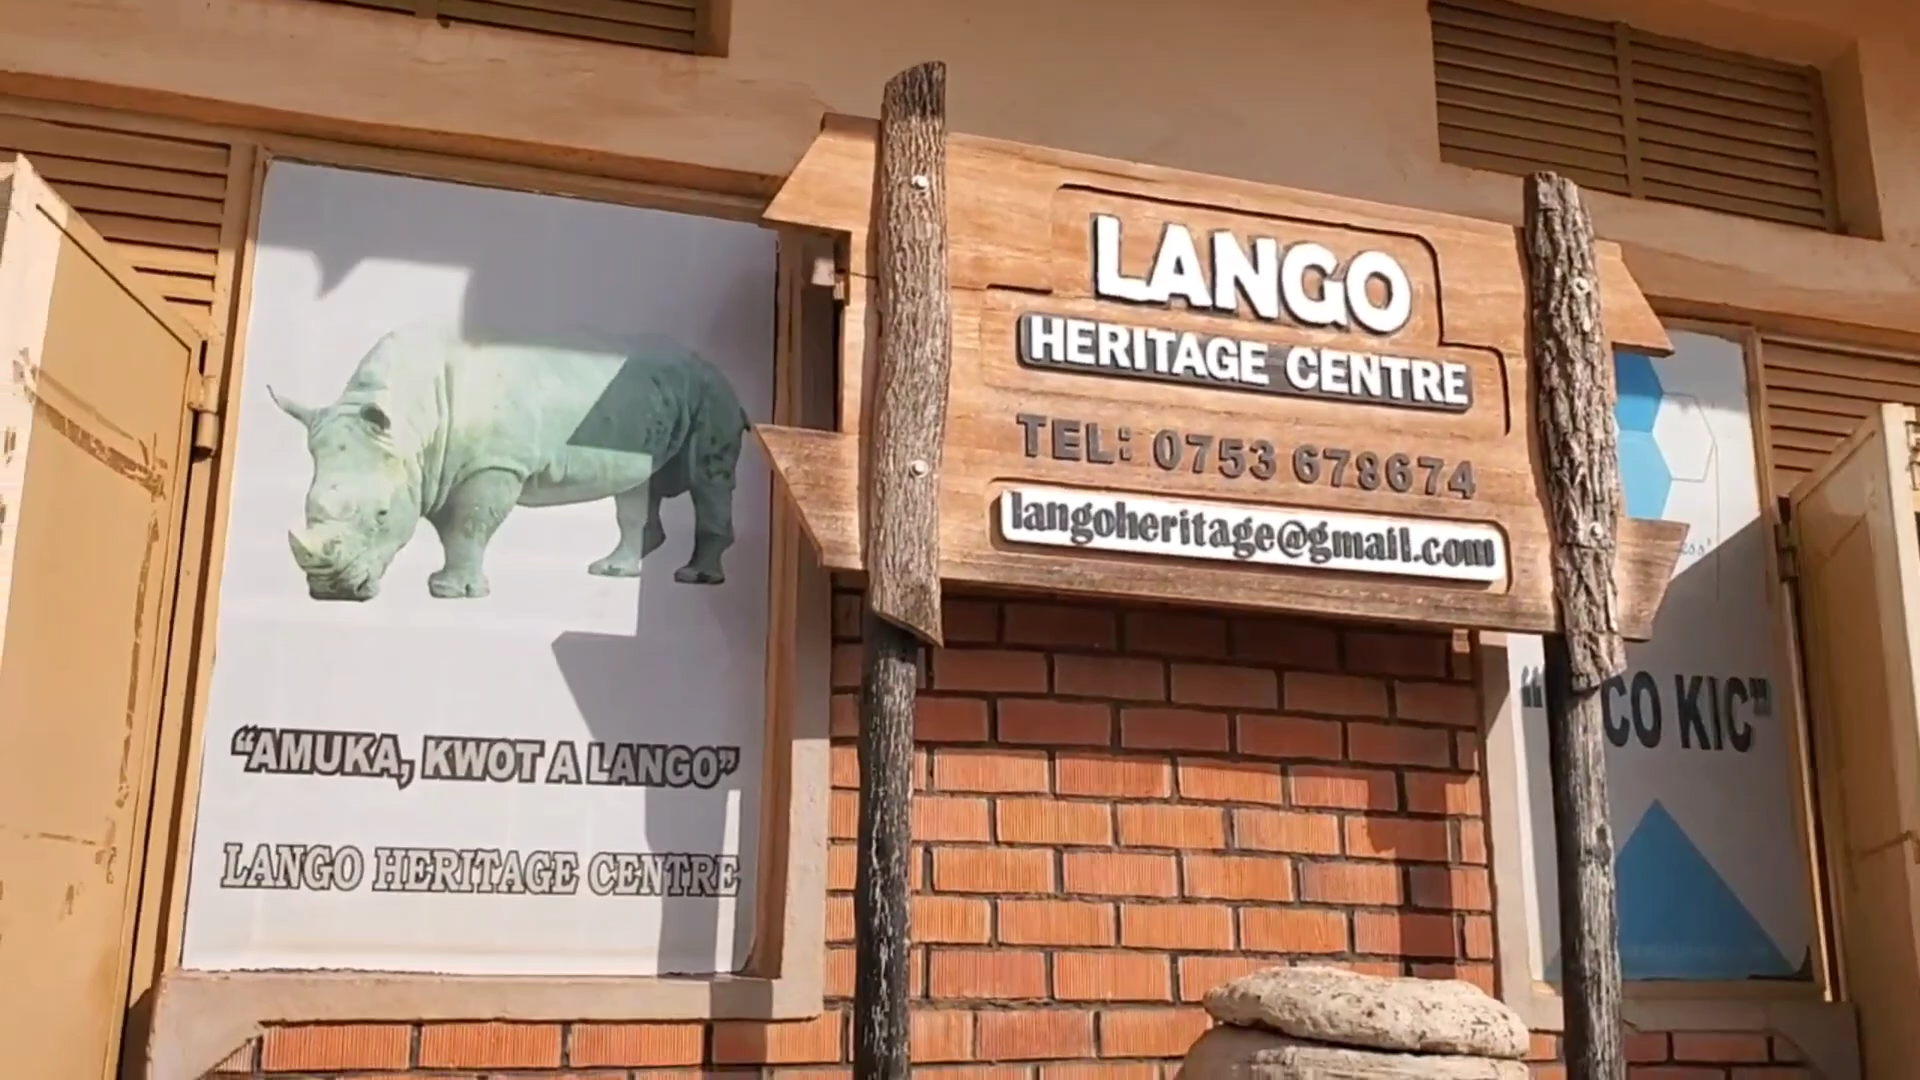 LANGO
HERITAGE CENTRE
TEL: 0753 678674
langoheritage@gmail.com
"AMUKA, KWOT A LANGO"
LANGO HERITAGE CENTRE
CO KIC"